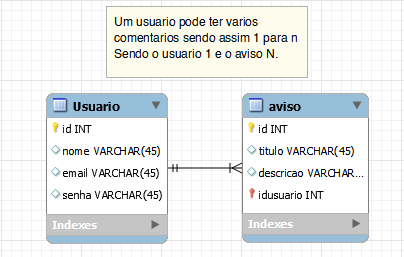 Um usuario pode ter varios
comentarios sendo assim 1 para n
Sendo o usuario 1 e o aviso N.
Usuario
id INT
nome VARCHAR(45)
email VARCHAR(45)
senha VARCHAR(45)
Indexes
aviso
id INT
titulo VARCHAR(45)
descricao VARCHAR...
idusuario INT
Indexes